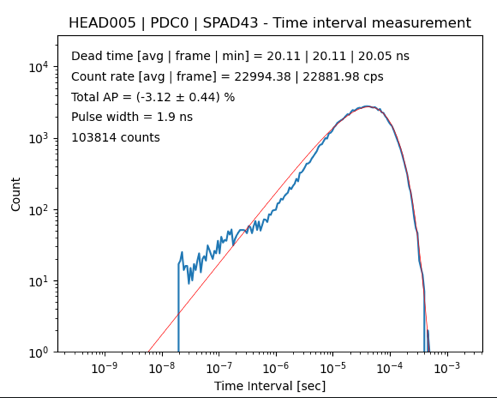 HEAD005 | PDC0 | SPAD43 - Time interval measurement
Dead time [avg | frame | min] = 20.11 | 20.11 | 20.05 ns
Count rate [avg | frame] = 22994.38 | 22881.98 cps
Total AP = (-3.12 ± 0.44) %
Pulse width = 1.9 ns
103814 counts
Count
10⁴
10³
10²
10¹
10⁰
10⁻⁹ 10⁻⁸ 10⁻⁷ 10⁻⁶ 10⁻⁵ 10⁻⁴ 10⁻³
Time Interval [sec]